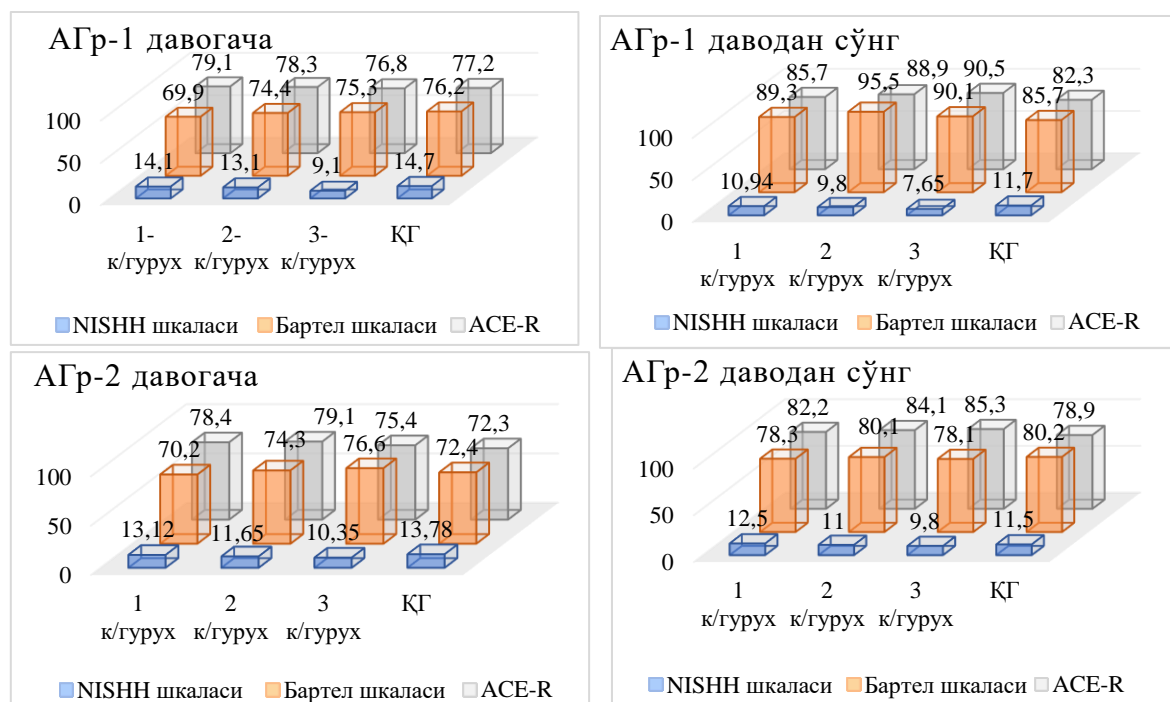 АГр-1 давогача
79,1 78,3 76,8 77,2
69,9 74,4 75,3 76,2
14,1 13,1 9,1 14,7
100
50
0
1- 2- 3- ҚГ
к/гурух к/гурух к/гурух
NISHH шкаласи Бартел шкаласи ACE-R
АГр-1 даводан сўнг
85,7 88,9 90,5 82,3
89,3 95,5 90,1 85,7
10,94 9,8 7,65 11,7
100
50
0
1 2 3 ҚГ
к/гурух к/гурух к/гурух
NISHH шкаласи Бартел шкаласи ACE-R
АГр-2 давогача
78,4 79,1 75,4 72,3
70,2 74,3 76,6 72,4
13,12 11,65 10,35 13,78
100
50
0
1 2 3 ҚГ
к/гурух к/гурух к/гурух
NISHH шкаласи Бартел шкаласи ACE-R
АГр-2 даводан сўнг
82,2 84,1 85,3 78,9
78,3 80,1 78,1 80,2
12,5 11 9,8 11,5
100
50
0
1 2 3 ҚГ
к/гурух к/гурух к/гурух
NISHH шкаласи Бартел шкаласи ACE-R